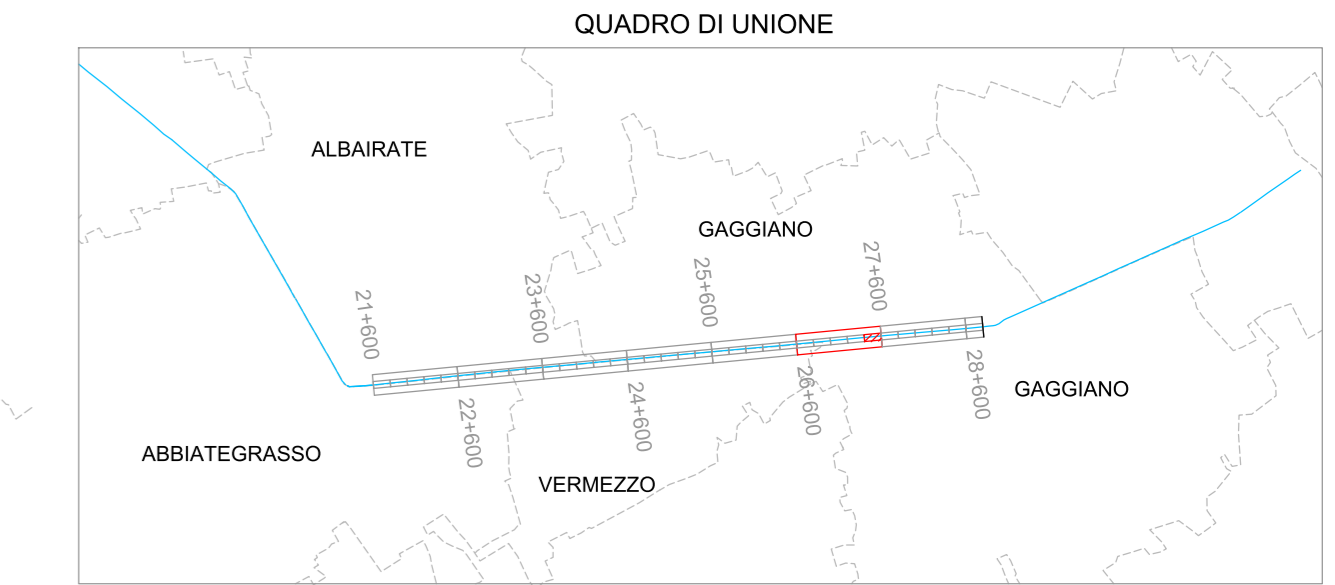 QUADRO DI UNIONE
ALBAIRATE
GAGGIANO
27+600
25+600
23+600
21+600
28+600
26+600
GAGGIANO
24+600
22+600
ABBIATEGRASSO
VERMEZZO